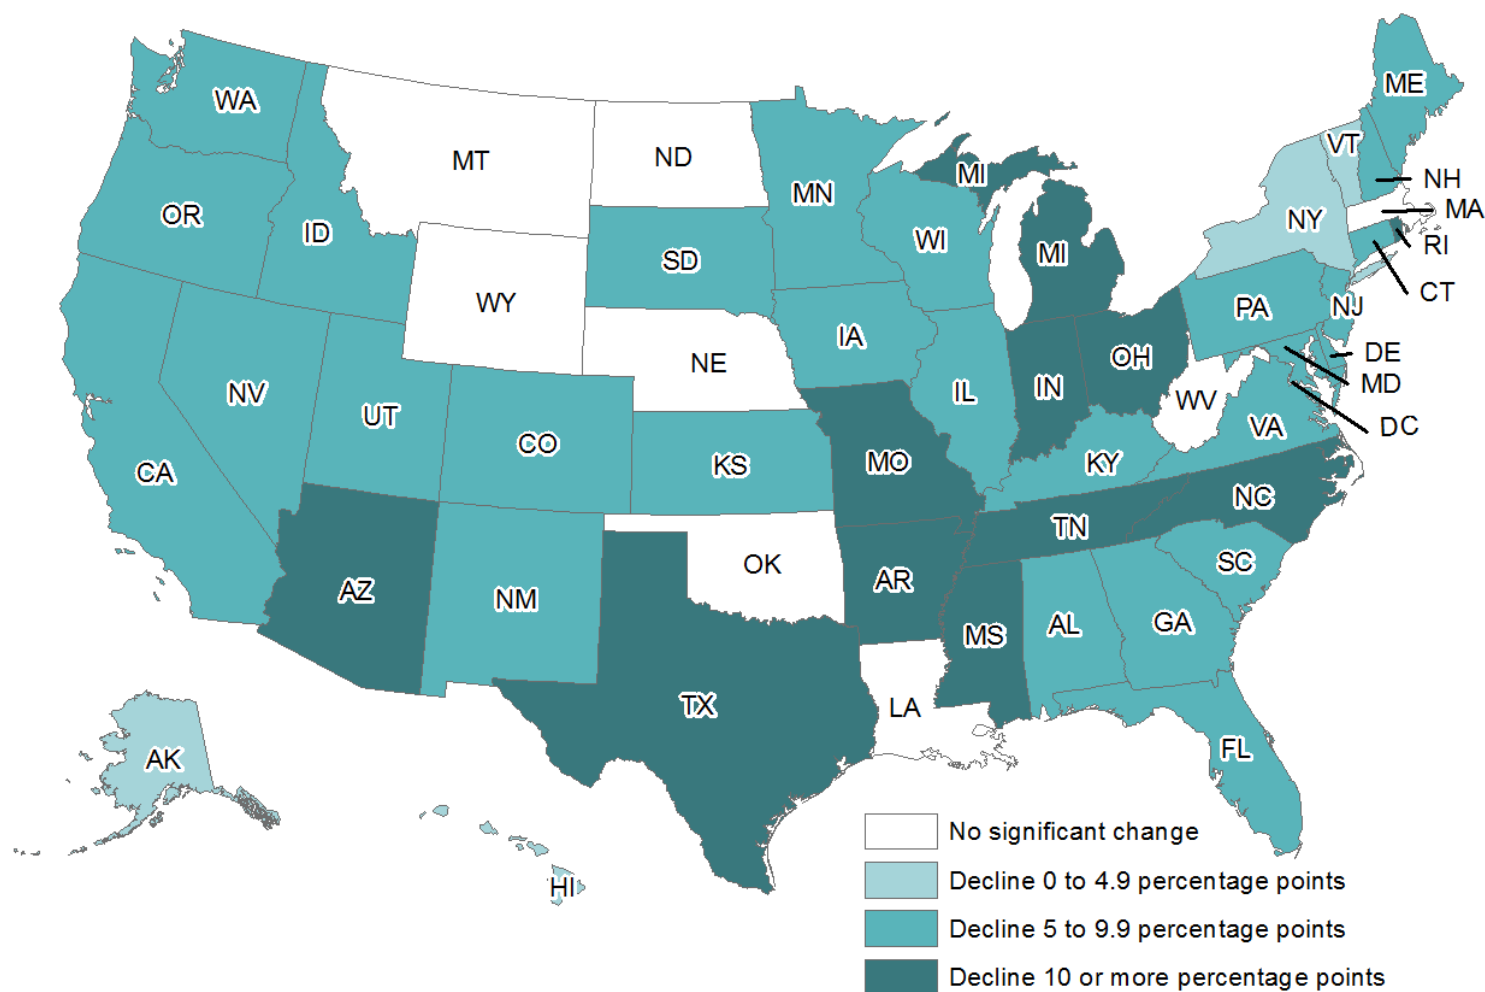 WA
MT
ND
MN
MI
ME
VT
NH
MA
RI
CT
OR
ID
SD
WI
MI
NY
WY
IA
PA
NJ
NE
OH
DE
MD
DC
NV
UT
CO
IL
IN
WV
VA
CA
KS
MO
KY
NC
TN
AZ
NM
OK
AR
SC
MS
AL
GA
TX
LA
FL
AK
HI
No significant change
Decline 0 to 4.9 percentage points
Decline 5 to 9.9 percentage points
Decline 10 or more percentage points